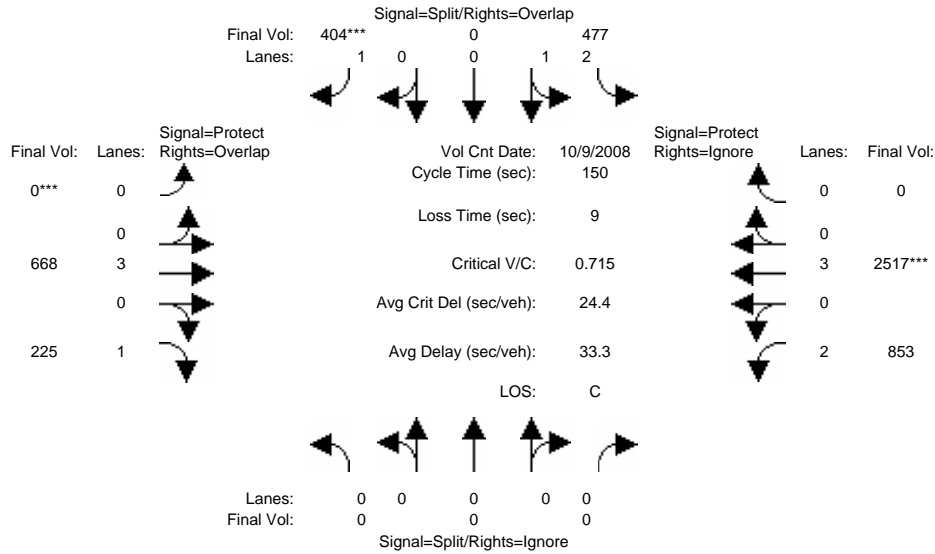 Signal=Split/Rights=Overlap
Final Vol: 404*** 0 477
Lanes: 1 0 0 1 2
Signal=Protect Signal=Protect
Final Vol: Lanes: Rights=Overlap Vol Cnt Date: 10/9/2008 Rights=Ignore Lanes: Final Vol:
Cycle Time (sec): 150
0*** 0 0 0
Loss Time (sec): 9
0 0
668 3 Critical V/C: 0.715 3 2517***
0 Avg Crit Del (sec/veh): 24.4 0
225 1 Avg Delay (sec/veh): 33.3 2 853
LOS: C
Lanes: 0 0 0 0 0
Final Vol: 0 0 0
Signal=Split/Rights=Ignore